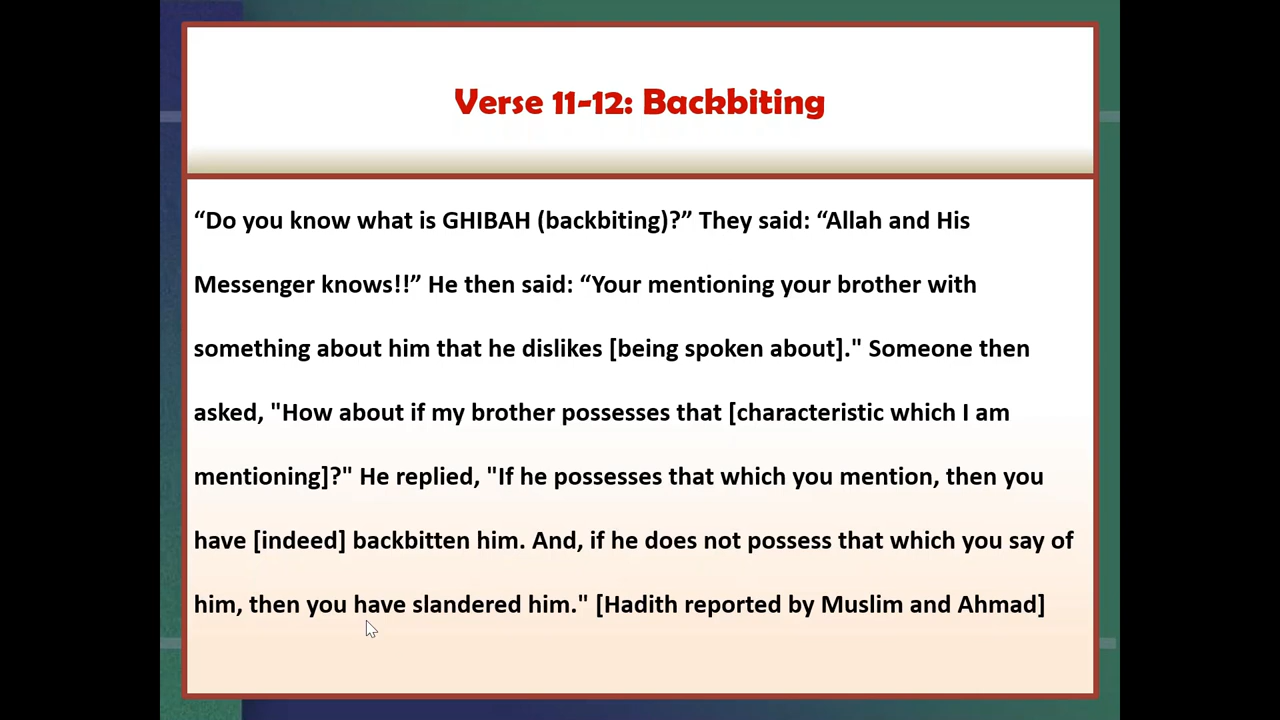 Verse 11-12: Backbiting
“Do you know what is GHIBAH (backbiting)?” They said: “Allah and His
Messenger knows!!” He then said: “Your mentioning your brother with
something about him that he dislikes [being spoken about]." Someone then
asked, "How about if my brother possesses that [characteristic which I am
mentioning]?" He replied, "If he possesses that which you mention, then you
have [indeed] backbitten him. And, if he does not possess that which you say of
him, then you have slandered him." [Hadith reported by Muslim and Ahmad]